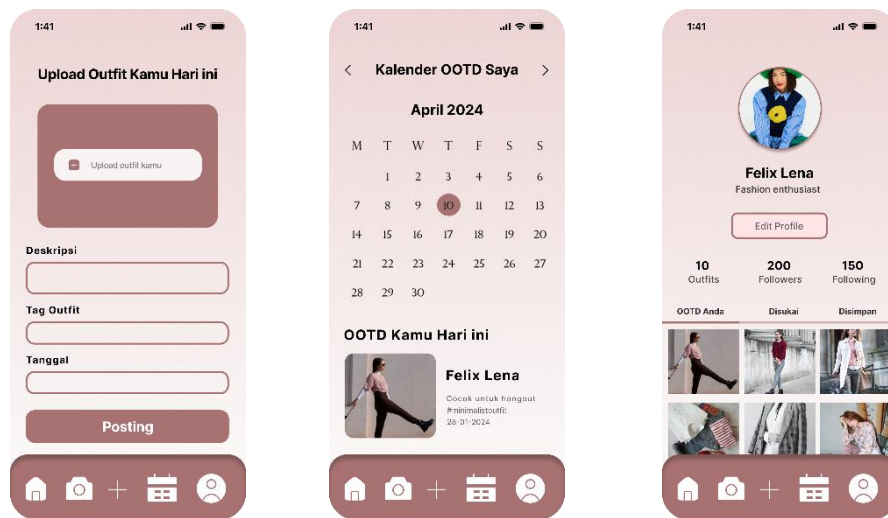 1:41
Upload Outfit Kamu Hari ini
Upload outfit kamu
Deskripsi
Tag Outfit
Tanggal
Posting
1:41
< Kalender OOTD Saya >
April 2024
M T W T F S S
1 2 3 4 5 6
7 8 9 10 11 12 13
14 15 16 17 18 19 20
21 22 23 24 25 26 27
28 29 30
OOTD Kamu Hari ini
Felix Lena
Cocok untuk hangout
#minimalistoutfit
28-01-2024
1:41
Felix Lena
Fashion enthusiast
Edit Profile
10 200 150
Outfits Followers Following
OOTD Anda Disukai Disimpan